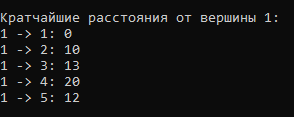 Кратчайшие расстояния от вершины 1:
1 -> 1: 0
1 -> 2: 10
1 -> 3: 13
1 -> 4: 20
1 -> 5: 12